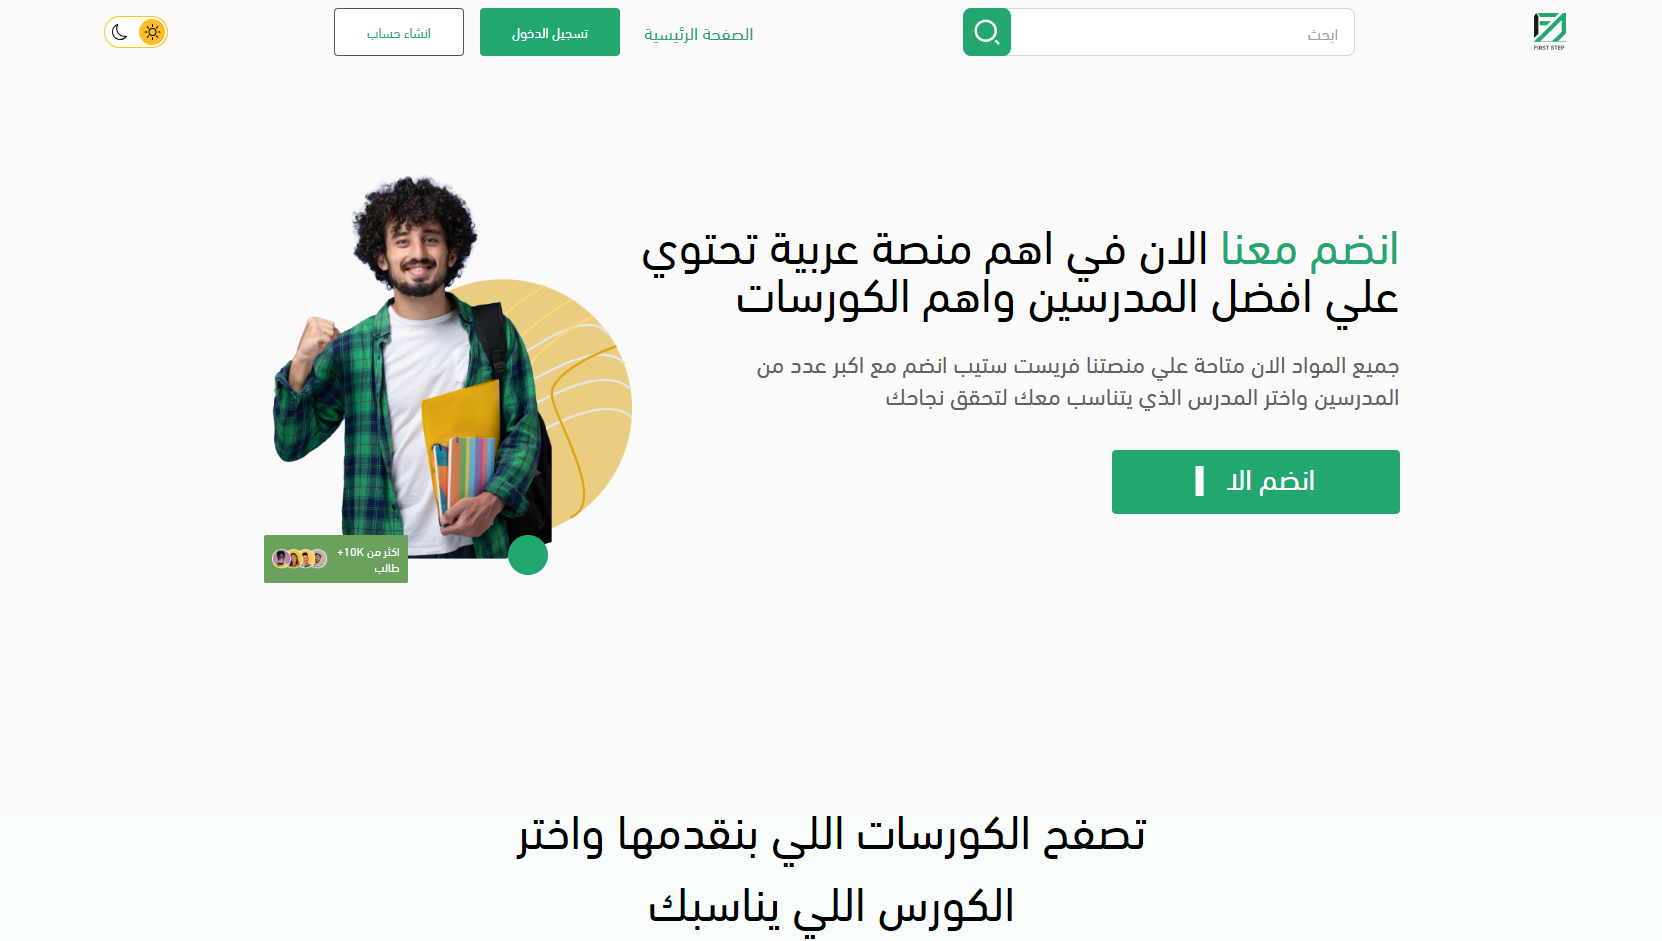 FIRST STEP
ابحث
الصفحة الرئيسية
تسجيل الدخول
انشاء حساب
انضم معنا الان في اهم منصة عربية تحتوي
علي افضل المدرسين واهم الكورسات
جميع المواد الان متاحة علي منصتنا فريست ستيب انضم مع اكبر عدد من
المدرسين واختر المدرس الذي يتناسب معك لتحقق نجاحك
انضم الا
اكثر من 10K+
طالب
تصفح الكورسات اللي بنقدمها واختر
الكورس اللي يناسبك